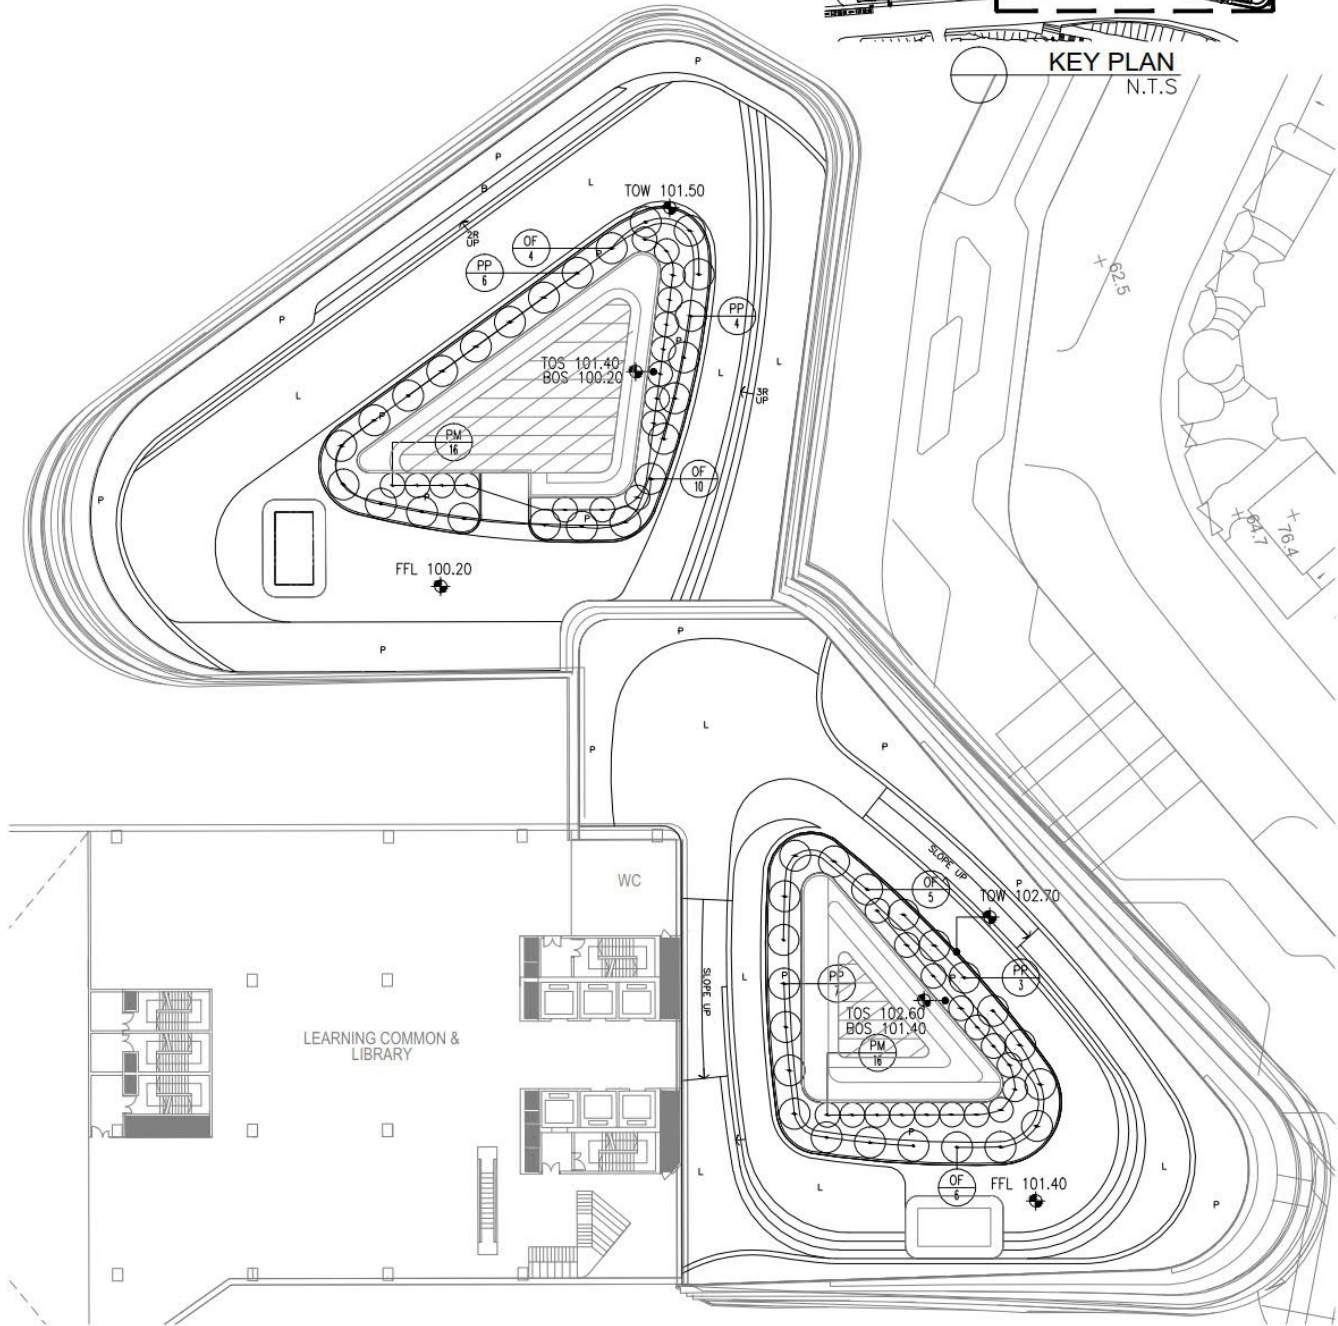 KEY PLAN
N.T.S
P
P
B
L
TOW 101.50
2R
UP
OF
4
P
PP
6
62.5
P
PP
4
P
L
L
TOS 101.40
BOS 100.20
L
3R
UP
P
PM
16
OF
10
P
P
P
64.7
76.4
FFL 100.20
P
P
L
P
P
SLOPE UP
P
WC
OF
5
TOW 102.70
L
SLOPE UP
P
PP
7
P
PP
3
TOS 102.60
BOS 101.40
LEARNING COMMON &
LIBRARY
PM
16
P
L
L
L
OF
6
FFL 101.40
P